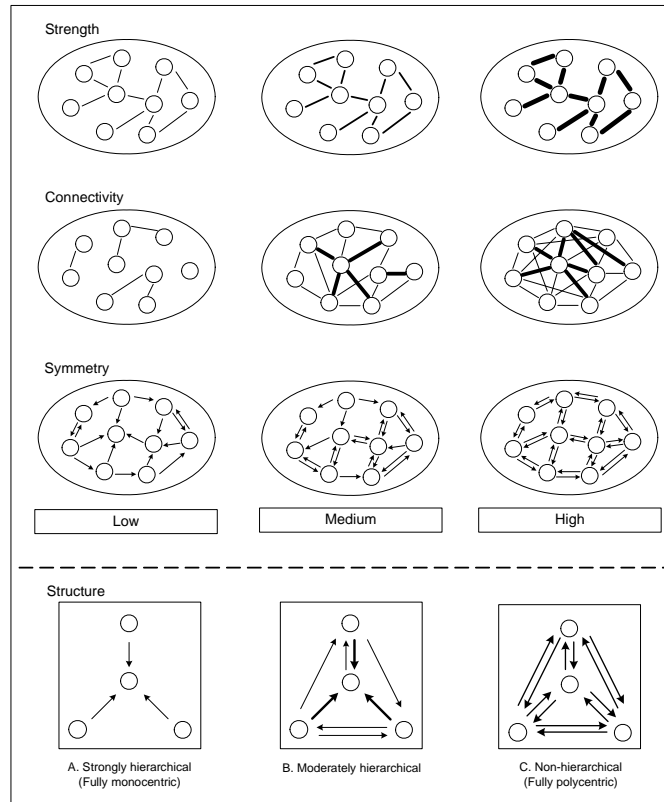 Strength
Connectivity
Symmetry
Low
Medium
High
Structure
A. Strongly hierarchical
(Fully monocentric)
B. Moderately hierarchical
C. Non-hierarchical
(Fully polycentric)